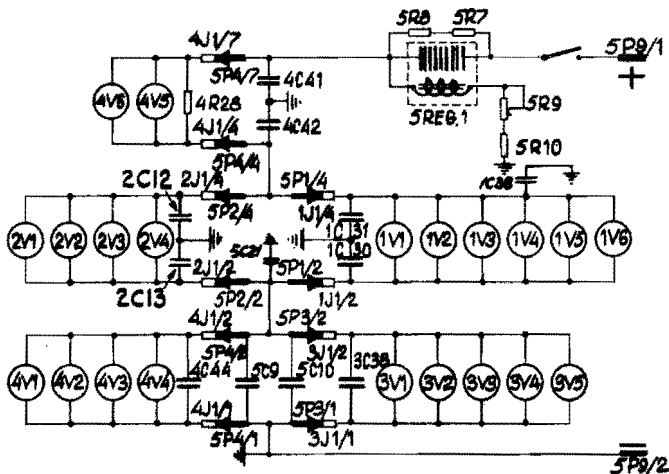 5R8 5R7
4J1/7 5P9/1
5P4/7 4C41 +
4V6 4V5 4R28 5REG.1 5R9
4J1/4 4C42
5R10
5P4/4
2C12 2J1/4 5P1/4 1C38
5P2/4 1J1/4
1C131
2V1 2V2 2V3 2V4 5C21 1V1 1V2 1V3 1V4 1V5 1V6
1C130
2J1/2 5P1/2
2C13 5P2/2 1J1/2
4J1/2 5P3/2
5P4/2 3J1/2
4V1 4V2 4V3 4V4 4C44 5C9 5C10 3C38 3V1 3V2 3V3 3V4 3V5
4J1/1 5P3/1
5P4/1 3J1/1
5P9/2